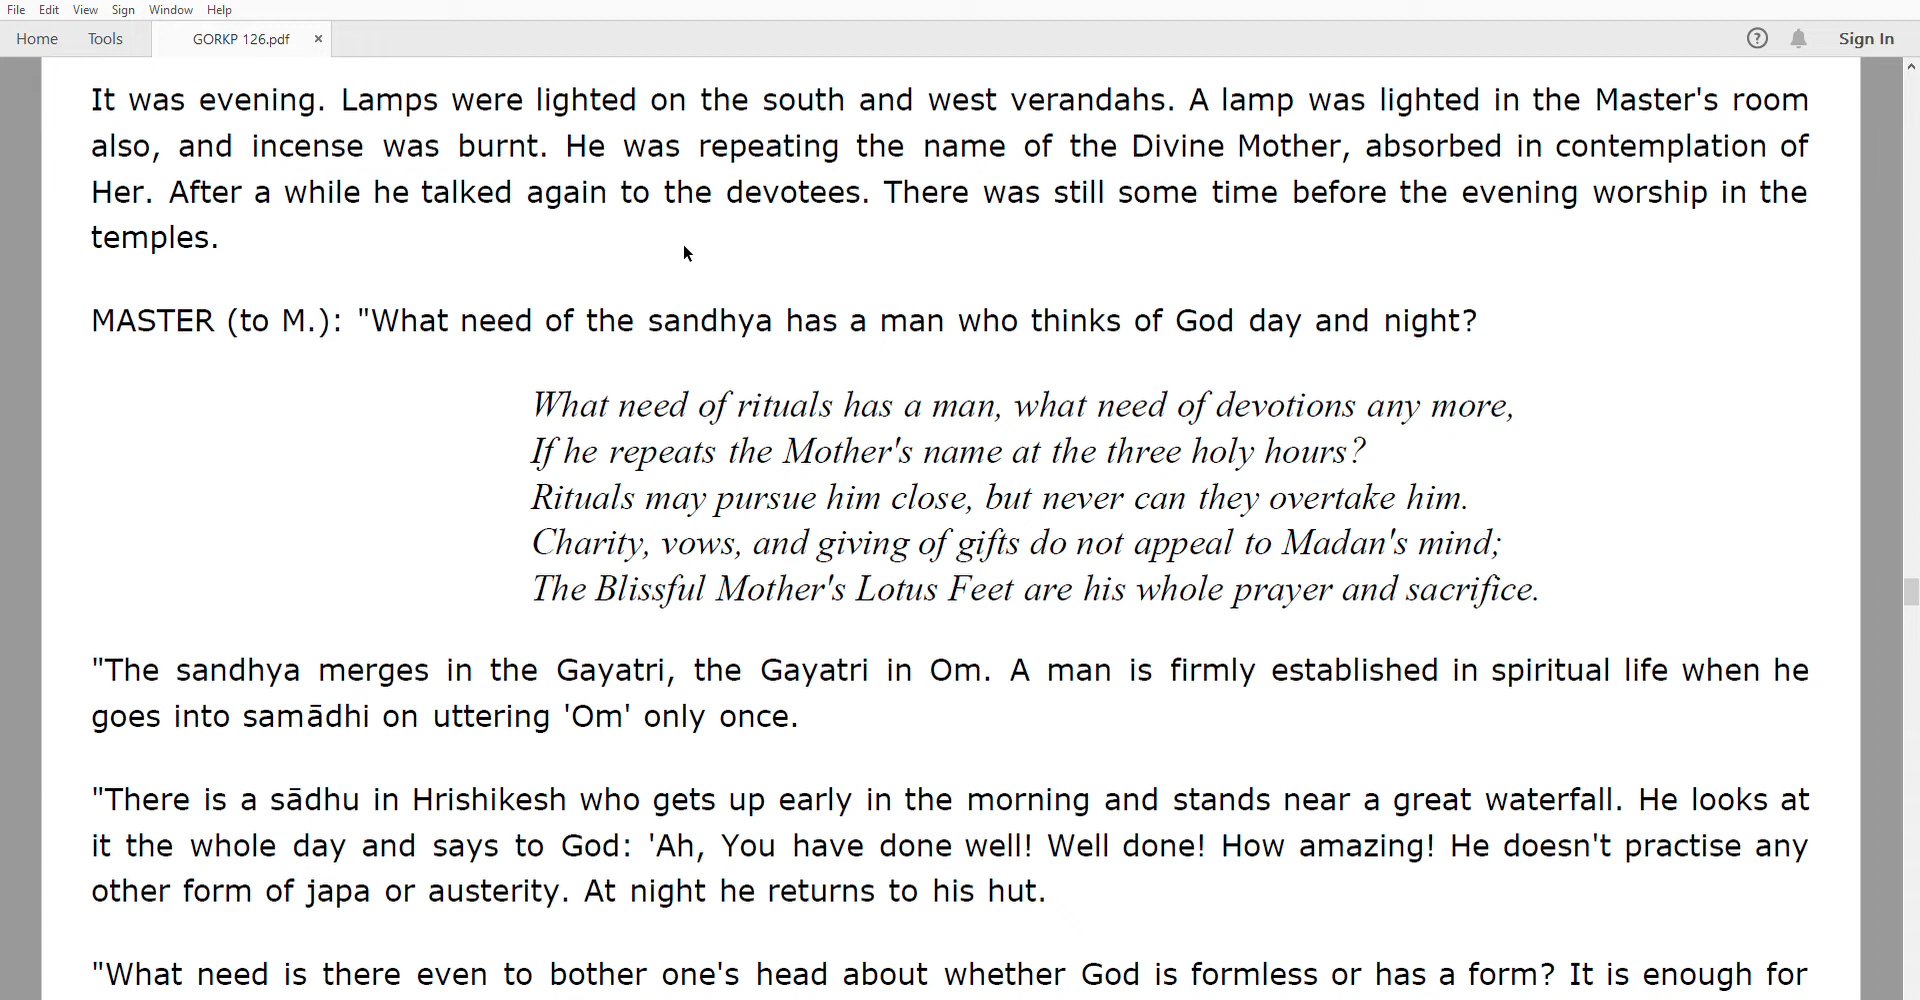 File Edit View Sign Window Help
Home Tools GORKP 126.pdf × ? Sign In
It was evening. Lamps were lighted on the south and west verandahs. A lamp was lighted in the Master's room
also, and incense was burnt. He was repeating the name of the Divine Mother, absorbed in contemplation of
Her. After a while he talked again to the devotees. There was still some time before the evening worship in the
temples.
MASTER (to M.): "What need of the sandhya has a man who thinks of God day and night?
What need of rituals has a man, what need of devotions any more,
If he repeats the Mother's name at the three holy hours?
Rituals may pursue him close, but never can they overtake him.
Charity, vows, and giving of gifts do not appeal to Madan's mind;
The Blissful Mother's Lotus Feet are his whole prayer and sacrifice.
"The sandhya merges in the Gayatri, the Gayatri in Om. A man is firmly established in spiritual life when he
goes into samādhi on uttering 'Om' only once.
"There is a sādhu in Hrishikesh who gets up early in the morning and stands near a great waterfall. He looks at
it the whole day and says to God: 'Ah, You have done well! Well done! How amazing! He doesn't practise any
other form of japa or austerity. At night he returns to his hut.
"What need is there even to bother one's head about whether God is formless or has a form? It is enough for